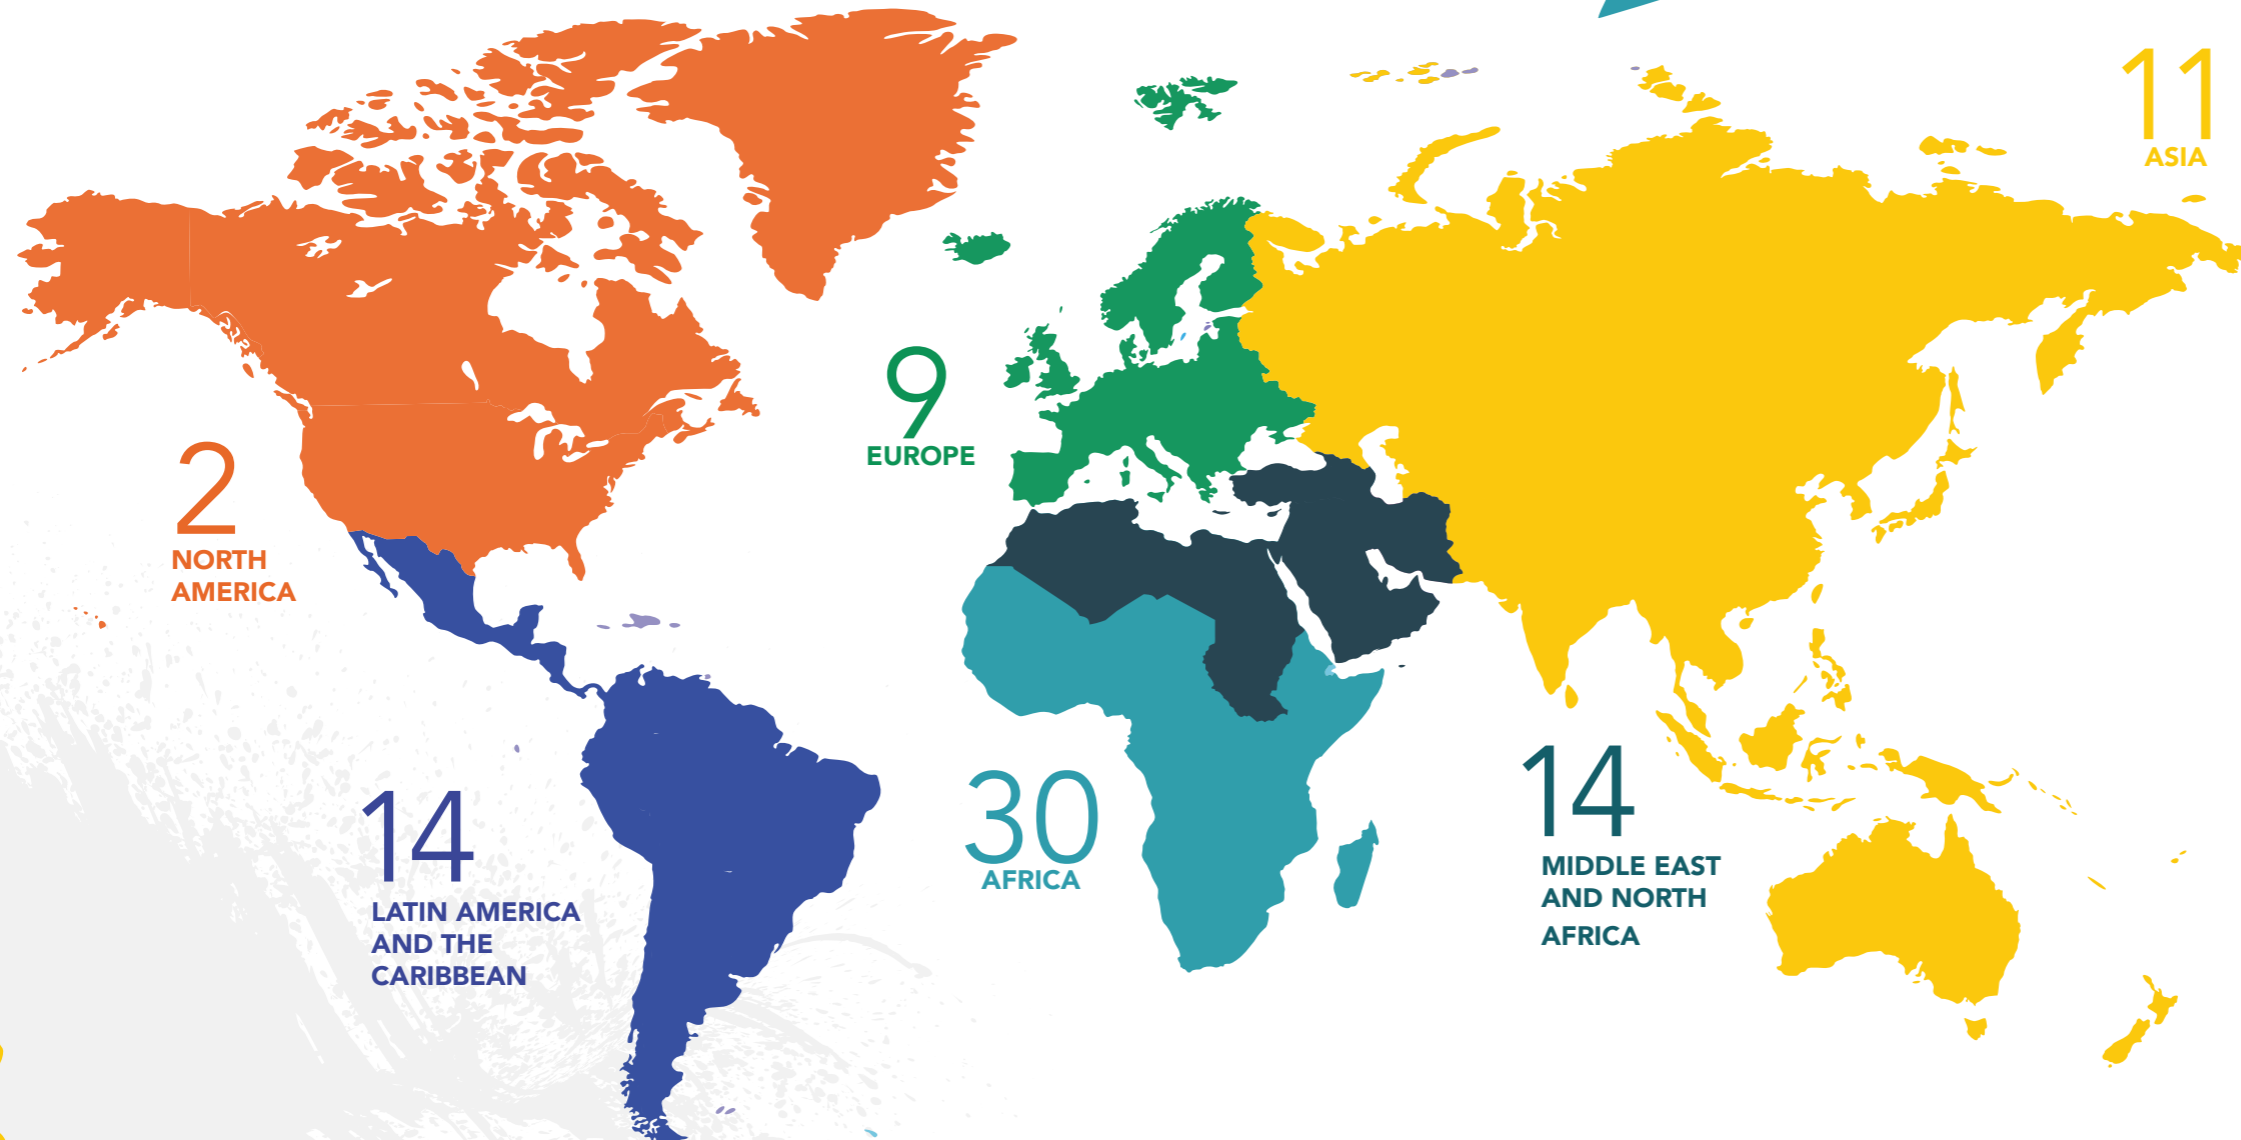 11
ASIA
9
EUROPE
2
NORTH
AMERICA
14
LATIN AMERICA
AND THE
CARIBBEAN
30
AFRICA
14
MIDDLE EAST
AND NORTH
AFRICA